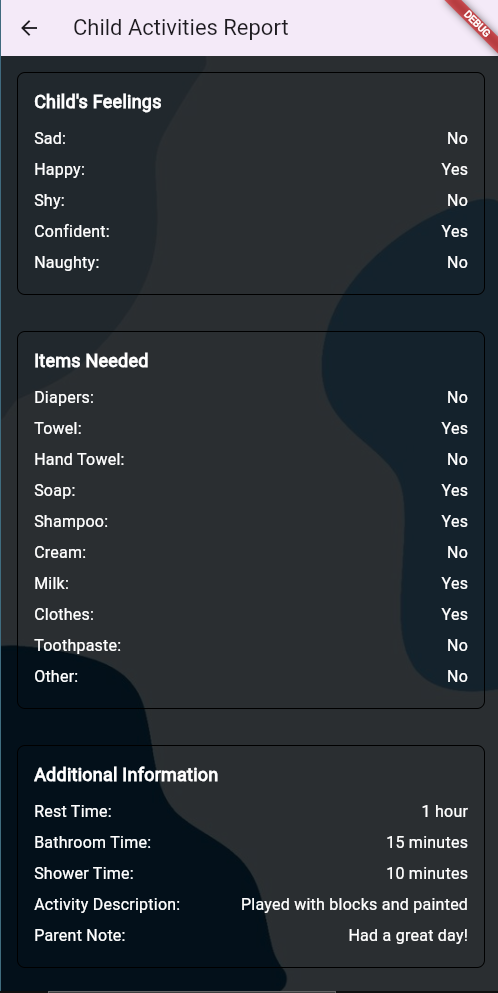 Child Activities Report
DEBUG
Child's Feelings
Sad: No
Happy: Yes
Shy: No
Confident: Yes
Naughty: No
Items Needed
Diapers: No
Towel: Yes
Hand Towel: No
Soap: Yes
Shampoo: Yes
Cream: No
Milk: Yes
Clothes: Yes
Toothpaste: No
Other: No
Additional Information
Rest Time: 1 hour
Bathroom Time: 15 minutes
Shower Time: 10 minutes
Activity Description: Played with blocks and painted
Parent Note: Had a great day!